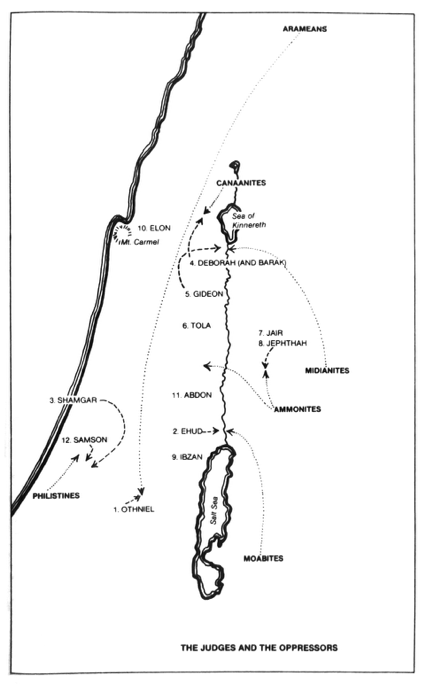 ARAMEANS
CANAANITES
Sea of
Kinnereth
10. ELON
Mt. Carmel
4. DEBORAH (AND BARAK)
5. GIDEON
6. TOLA
7. JAIR
8. JEPHTHAH
MIDIANITES
11. ABDON
3. SHAMGAR
AMMONITES
2. EHUD
12. SAMSON
9. IBZAN
PHILISTINES
1. OTHNIEL
Salt Sea
MOABITES
THE JUDGES AND THE OPPRESSORS